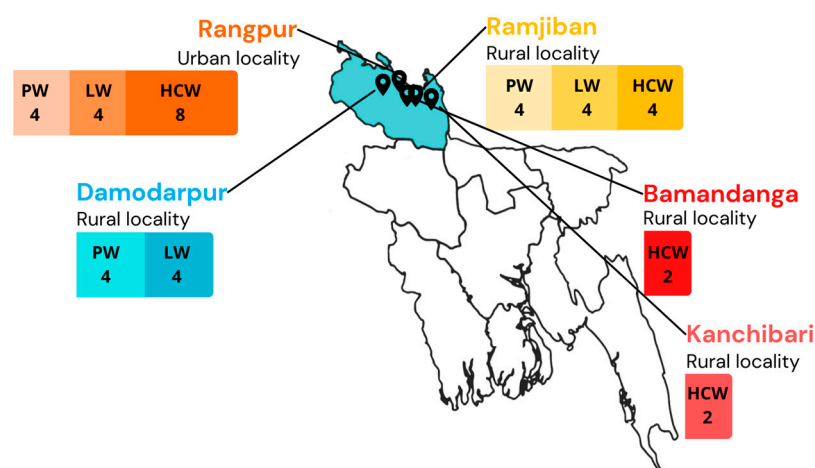 Rangpur
Urban locality
PW LW HCW
4 4 8
Ramjiban
Rural locality
PW LW HCW
4 4 4
Damodarpur
Rural locality
PW LW
4 4
Bamandanga
Rural locality
HCW
2
Kanchibari
Rural locality
HCW
2